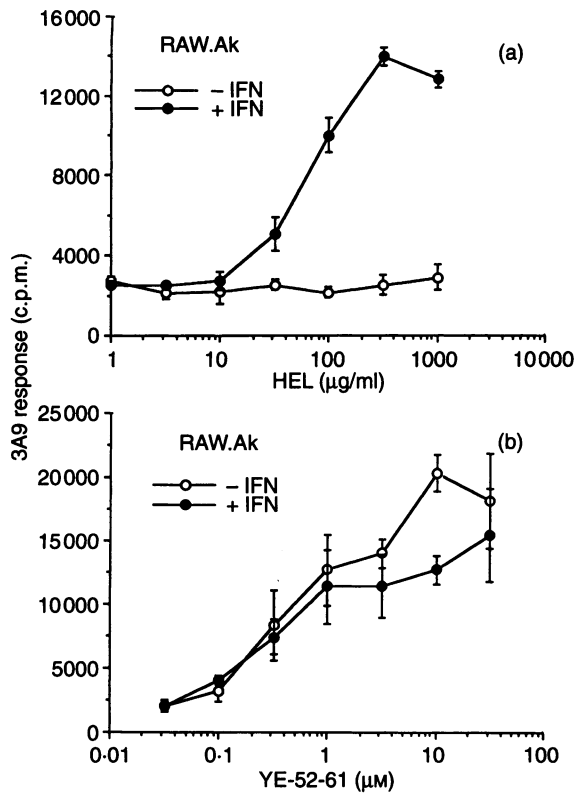 16000
RAW.Ak
(a)
– IFN
+ IFN
12000
8000
4000
0
1
10
100
1000
10000
HEL (µg/ml)
3A9 response (c.p.m.)
25000
RAW.Ak
(b)
– IFN
+ IFN
20000
15000
10000
5000
0
0·01
0·1
1
10
100
YE-52-61 (µM)